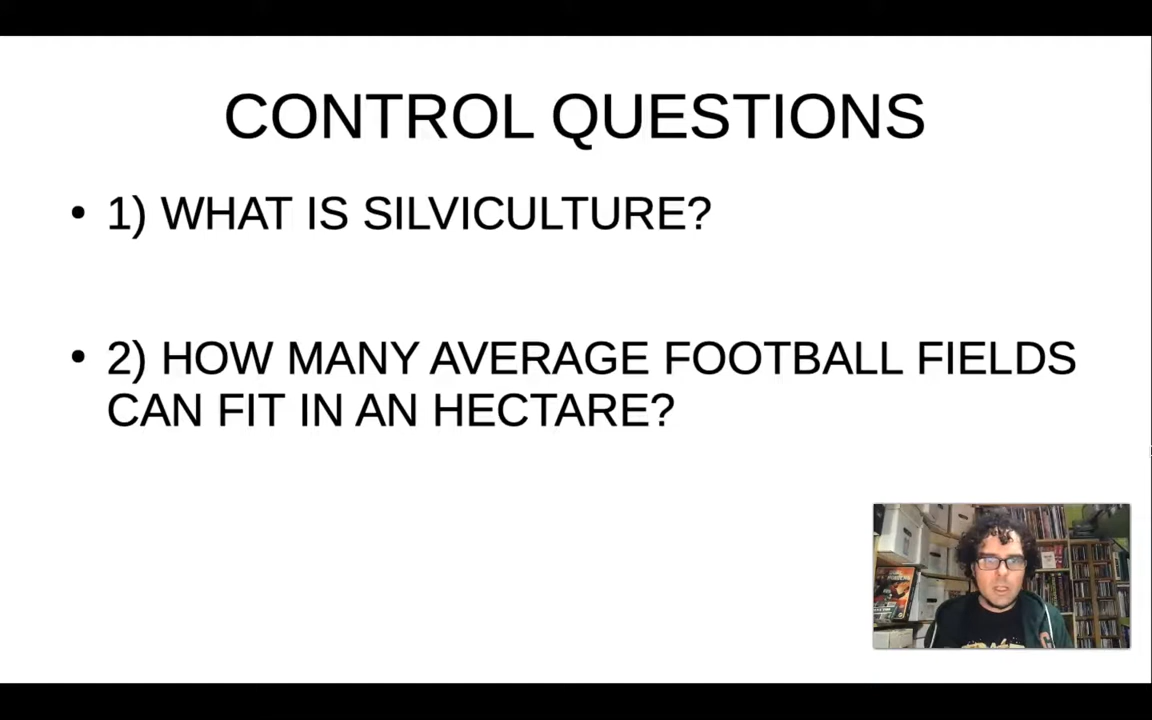 CONTROL QUESTIONS
• 1) WHAT IS SILVICULTURE?
• 2) HOW MANY AVERAGE FOOTBALL FIELDS
CAN FIT IN AN HECTARE?